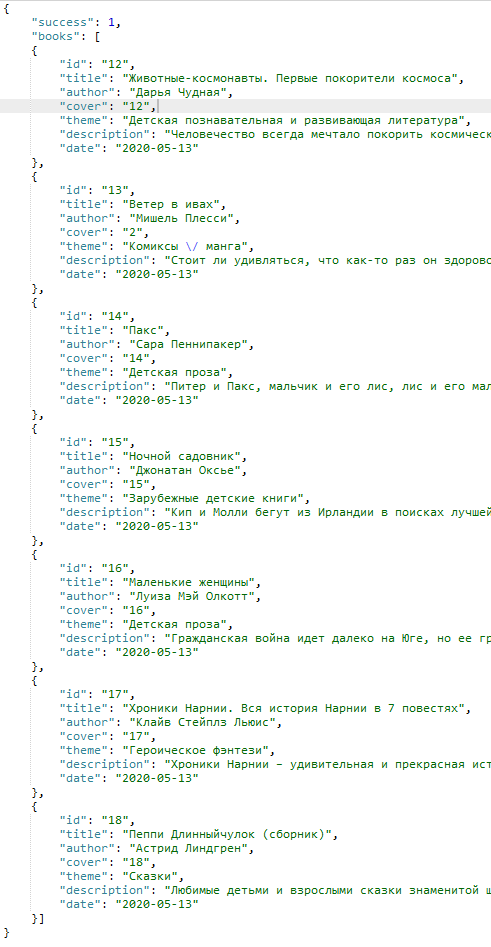 {
"success": 1,
"books": [
{
"id": "12",
"title": "Животные-космонавты. Первые покорители космоса",
"author": "Дарья Чудная",
"cover": "12",
"theme": "Детская познавательная и развивающая литература",
"description": "Человечество всегда мечтало покорить космическ
"date": "2020-05-13"
},
{
"id": "13",
"title": "Ветер в ивах",
"author": "Мишель Плесси",
"cover": "2",
"theme": "Комиксы \/ манга",
"description": "Стоит ли удивляться, что как-то раз он здорово
"date": "2020-05-13"
},
{
"id": "14",
"title": "Пакс",
"author": "Сара Пеннипакер",
"cover": "14",
"theme": "Детская проза",
"description": "Питер и Пакс, мальчик и его лис, лис и его мал
"date": "2020-05-13"
},
{
"id": "15",
"title": "Ночной садовник",
"author": "Джонатан Оксье",
"cover": "15",
"theme": "Зарубежные детские книги",
"description": "Кип и Молли бегут из Ирландии в поисках лучшей
"date": "2020-05-13"
},
{
"id": "16",
"title": "Маленькие женщины",
"author": "Луиза Мэй Олкотт",
"cover": "16",
"theme": "Детская проза",
"description": "Гражданская война идет далеко на Юге, но ее гр
"date": "2020-05-13"
},
{
"id": "17",
"title": "Хроники Нарнии. Вся история Нарнии в 7 повестях",
"author": "Клайв Стейплз Льюис",
"cover": "17",
"theme": "Героическое фэнтези",
"description": "Хроники Нарнии – удивительная и прекрасная ист
"date": "2020-05-13"
},
{
"id": "18",
"title": "Пеппи Длинныйчулок (сборник)",
"author": "Астрид Линдгрен",
"cover": "18",
"theme": "Сказки",
"description": "Любимые детьми и взрослыми сказки знаменитой ш
"date": "2020-05-13"
}]
}